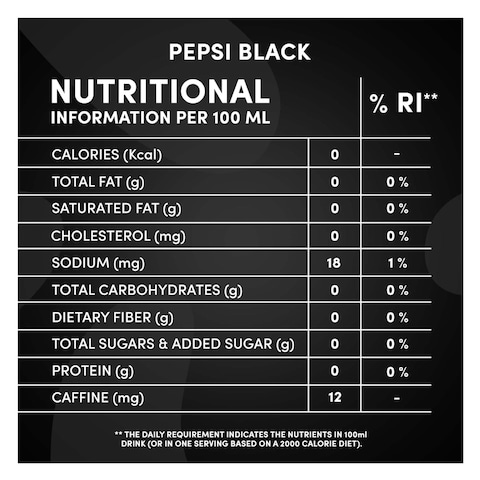 PEPSI BLACK
NUTRITIONAL
INFORMATION PER 100 ML
% RI**
CALORIES (Kcal) 0 -
TOTAL FAT (g) 0 0 %
SATURATED FAT (g) 0 0 %
CHOLESTEROL (mg) 0 0 %
SODIUM (mg) 18 1 %
TOTAL CARBOHYDRATES (g) 0 0 %
DIETARY FIBER (g) 0 0 %
TOTAL SUGARS & ADDED SUGAR (g) 0 0 %
PROTEIN (g) 0 0 %
CAFFINE (mg) 12 -
** THE DAILY REQUIREMENT INDICATES THE NUTRIENTS IN 100ml
DRINK (OR IN ONE SERVING BASED ON A 2000 CALORIE DIET).